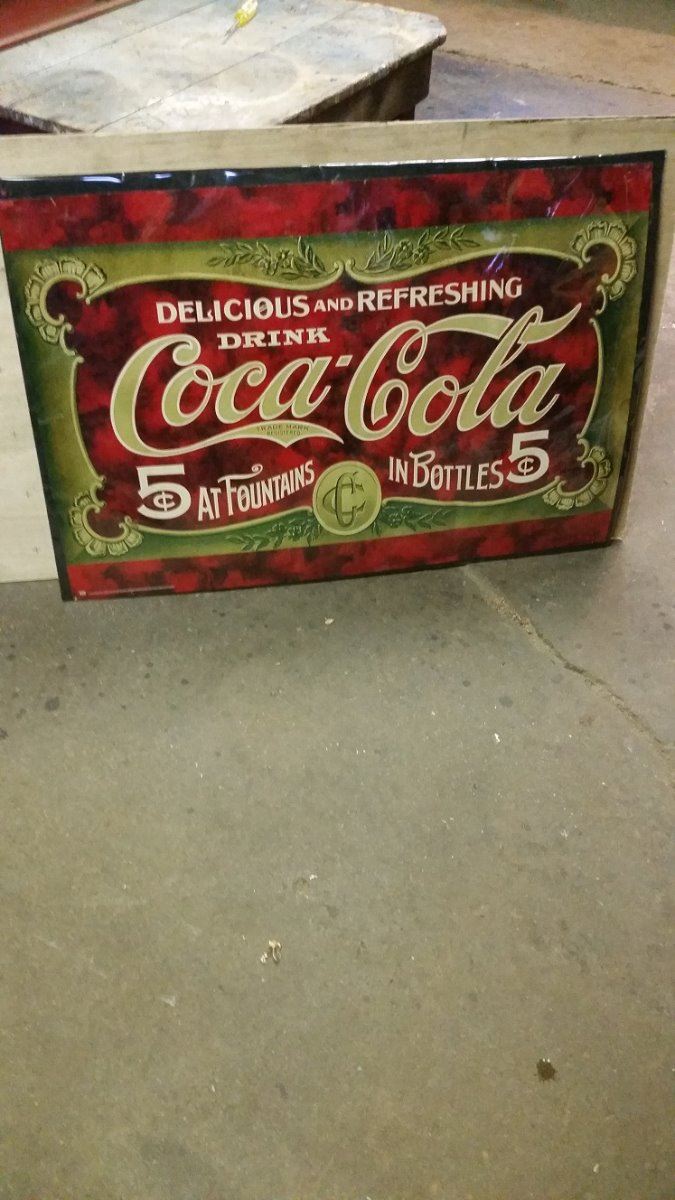 DELICIOUS AND REFRESHING
DRINK
Coca-Cola
TRADE MARK
REGISTERED
5¢ AT FOUNTAINS IN BOTTLES 5¢